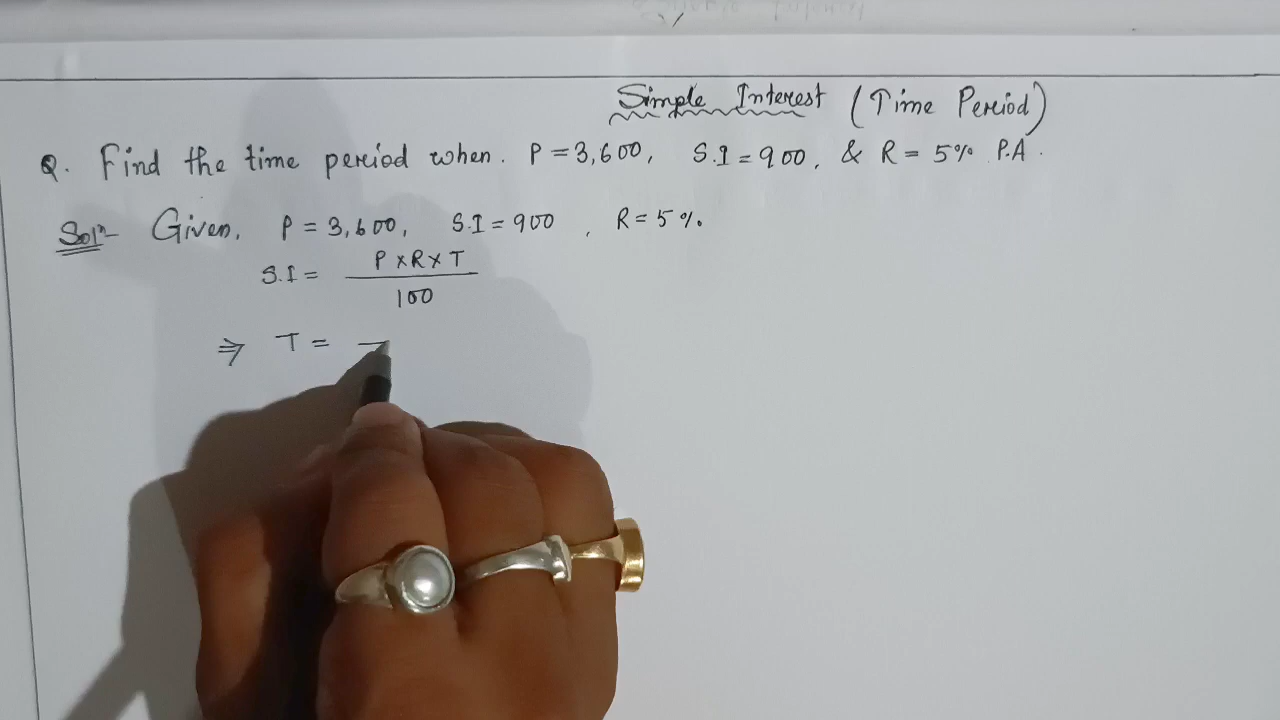 Simple Interest (Time Period)
Q. Find the time period when. P = 3,600, S.I = 900, & R = 5% P.A.
Solⁿ- Given, P = 3,600, S.I = 900, R = 5%.
S.I = P×R×T
100
⇒ T =